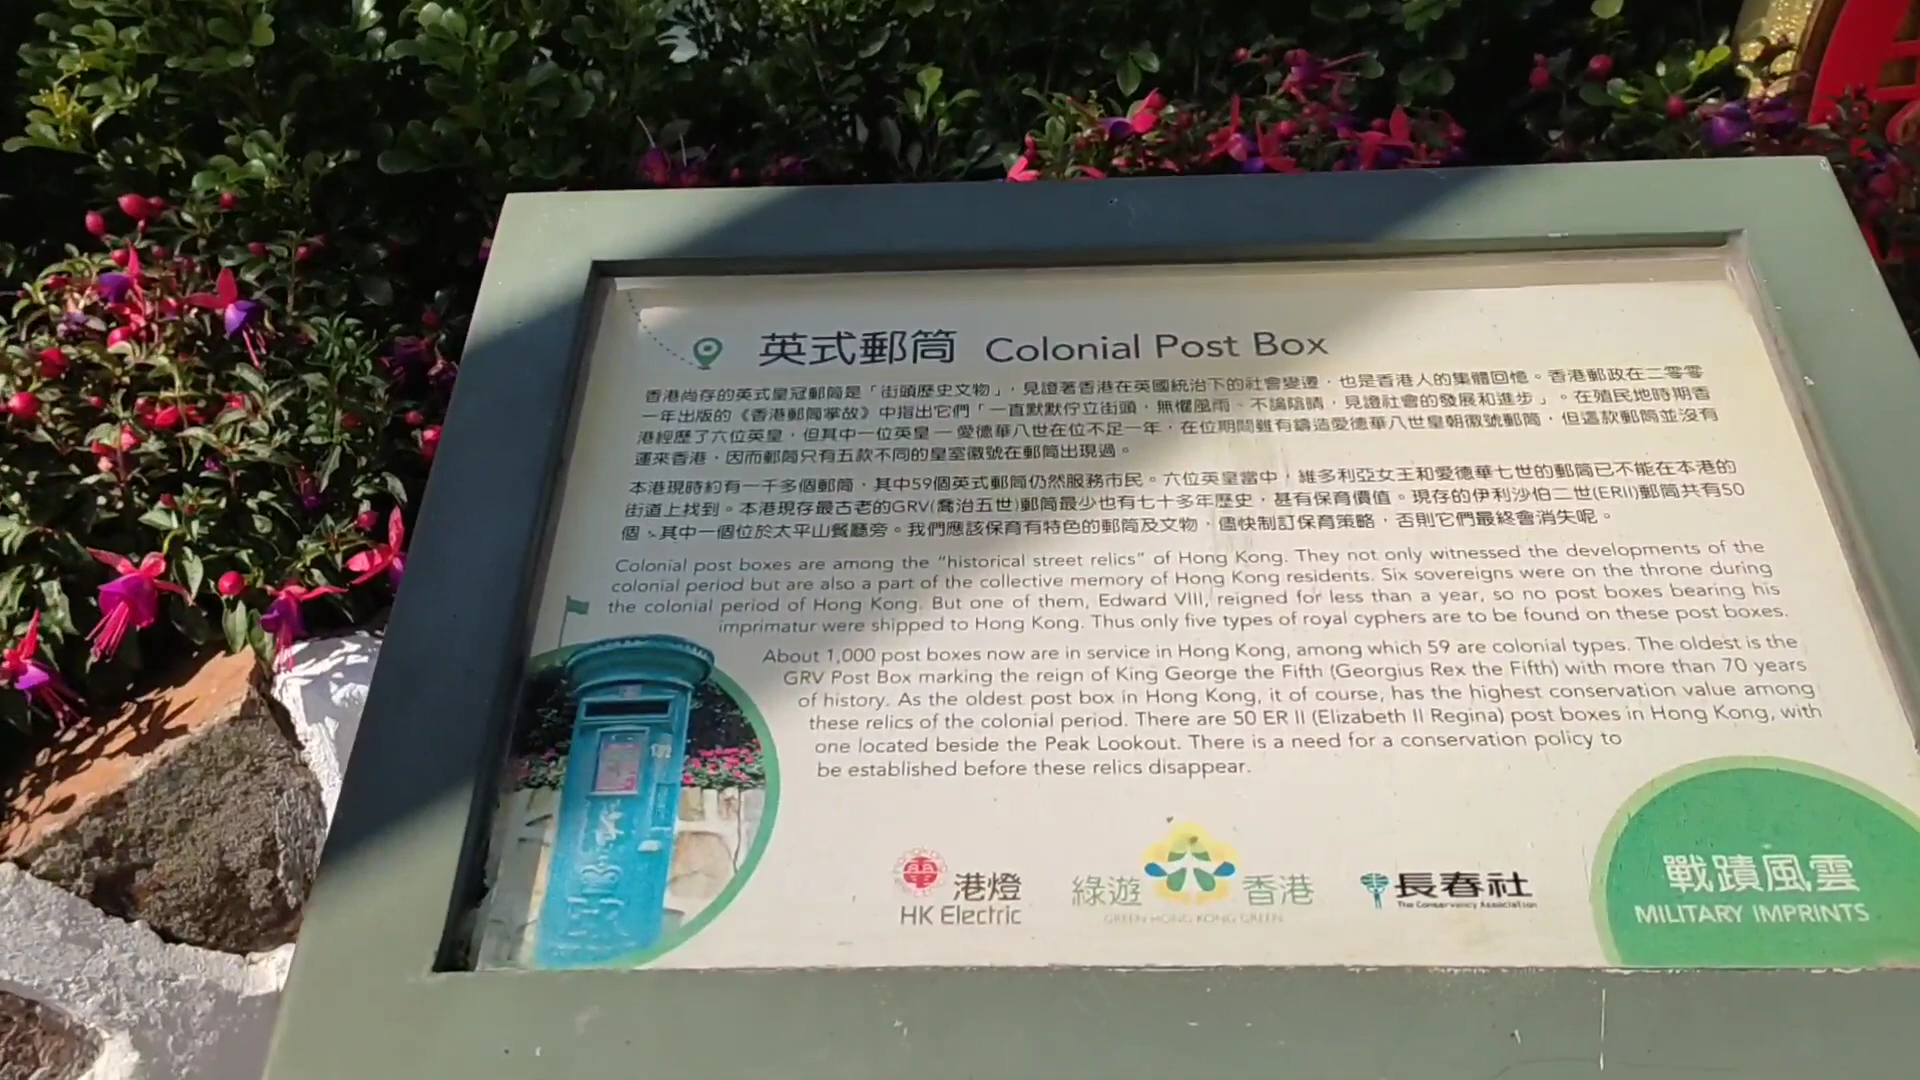 英式郵筒 Colonial Post Box
香港尚存的英式皇冠郵筒是「街頭歷史文物」，見證著香港在英國統治下的社會變遷，也是香港人的集體回憶。香港郵政在二零零
一年出版的《香港郵筒掌故》中指出它們「一直默默佇立街頭，無懼風雨、不論陰晴，見證社會的發展和進步」。在殖民地時期香
港經歷了六位英皇，但其中一位英皇 — 愛德華八世在位不足一年，在位期間雖有鑄造愛德華八世皇朝徽號郵筒，但這款郵筒並沒有
運來香港，因而郵筒只有五款不同的皇室徽號在郵筒出現過。
本港現時約有一千多個郵筒，其中59個英式郵筒仍然服務市民。六位英皇當中，維多利亞女王和愛德華七世的郵筒已不能在本港的
街道上找到。本港現存最古老的GRV(喬治五世)郵筒最少也有七十多年歷史，甚有保育價值。現存的伊利沙伯二世(ERII)郵筒共有50
個，其中一個位於太平山餐廳旁。我們應該保育有特色的郵筒及文物，儘快制訂保育策略，否則它們最終會消失呢。
Colonial post boxes are among the “historical street relics” of Hong Kong. They not only witnessed the developments of the
colonial period but are also a part of the collective memory of Hong Kong residents. Six sovereigns were on the throne during
the colonial period of Hong Kong. But one of them, Edward VIII, reigned for less than a year, so no post boxes bearing his
imprimatur were shipped to Hong Kong. Thus only five types of royal cyphers are to be found on these post boxes.
About 1,000 post boxes now are in service in Hong Kong, among which 59 are colonial types. The oldest is the
GRV Post Box marking the reign of King George the Fifth (Georgius Rex the Fifth) with more than 70 years
of history. As the oldest post box in Hong Kong, it of course, has the highest conservation value among
these relics of the colonial period. There are 50 ER II (Elizabeth II Regina) post boxes in Hong Kong, with
one located beside the Peak Lookout. There is a need for a conservation policy to
be established before these relics disappear.
港燈
HK Electric
綠遊香港
GREEN HONG KONG GREEN
長春社
The Conservancy Association
戰蹟風雲
MILITARY IMPRINTS